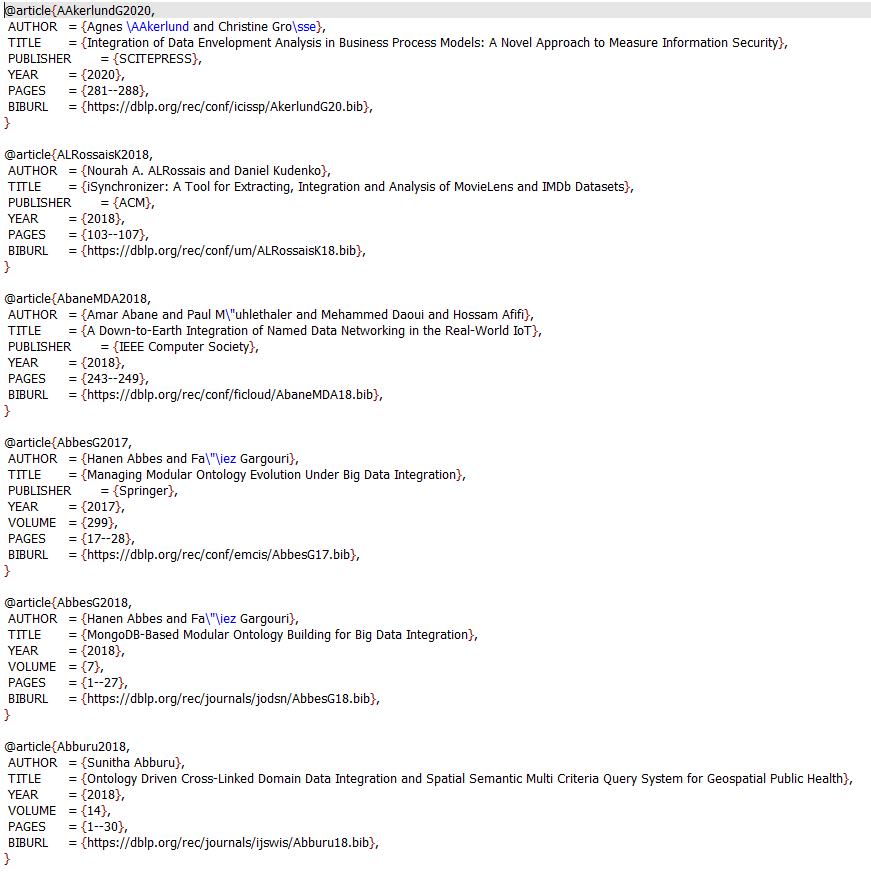 @article{AAkerlundG2020,
AUTHOR = {Agnes \AAkerlund and Christine Gro\sse},
TITLE = {Integration of Data Envelopment Analysis in Business Process Models: A Novel Approach to Measure Information Security},
PUBLISHER = {SCITEPRESS},
YEAR = {2020},
PAGES = {281--288},
BIBURL = {https://dblp.org/rec/conf/icissp/AkerlundG20.bib},
}
@article{ALRossaisK2018,
AUTHOR = {Nourah A. ALRossais and Daniel Kudenko},
TITLE = {iSynchronizer: A Tool for Extracting, Integration and Analysis of MovieLens and IMDb Datasets},
PUBLISHER = {ACM},
YEAR = {2018},
PAGES = {103--107},
BIBURL = {https://dblp.org/rec/conf/um/ALRossaisK18.bib},
}
@article{AbaneMDA2018,
AUTHOR = {Amar Abane and Paul M\"uhlethaler and Mehammed Daoui and Hossam Afifi},
TITLE = {A Down-to-Earth Integration of Named Data Networking in the Real-World IoT},
PUBLISHER = {IEEE Computer Society},
YEAR = {2018},
PAGES = {243--249},
BIBURL = {https://dblp.org/rec/conf/ficloud/AbaneMDA18.bib},
}
@article{AbbesG2017,
AUTHOR = {Hanen Abbes and Fa\"\iez Gargouri},
TITLE = {Managing Modular Ontology Evolution Under Big Data Integration},
PUBLISHER = {Springer},
YEAR = {2017},
VOLUME = {299},
PAGES = {17--28},
BIBURL = {https://dblp.org/rec/conf/emcis/AbbesG17.bib},
}
@article{AbbesG2018,
AUTHOR = {Hanen Abbes and Fa\"\iez Gargouri},
TITLE = {MongoDB-Based Modular Ontology Building for Big Data Integration},
YEAR = {2018},
VOLUME = {7},
PAGES = {1--27},
BIBURL = {https://dblp.org/rec/journals/jodsn/AbbesG18.bib},
}
@article{Abburu2018,
AUTHOR = {Sunitha Abburu},
TITLE = {Ontology Driven Cross-Linked Domain Data Integration and Spatial Semantic Multi Criteria Query System for Geospatial Public Health},
YEAR = {2018},
VOLUME = {14},
PAGES = {1--30},
BIBURL = {https://dblp.org/rec/journals/ijswis/Abburu18.bib},
}